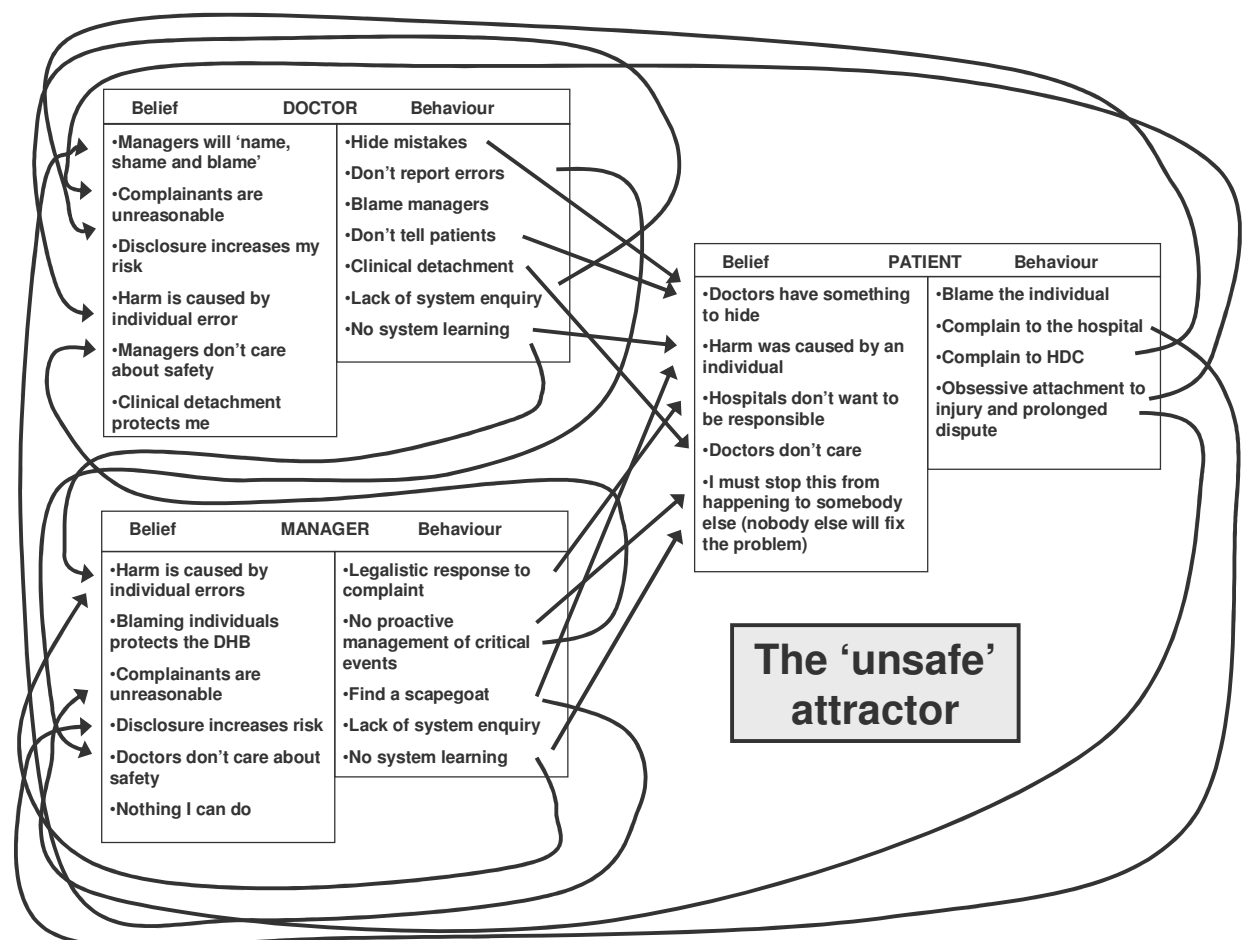 Belief DOCTOR Behaviour
•Managers will ‘name,
shame and blame’
•Complainants are
unreasonable
•Disclosure increases my
risk
•Harm is caused by
individual error
•Managers don’t care
about safety
•Clinical detachment
protects me
•Hide mistakes
•Don’t report errors
•Blame managers
•Don’t tell patients
•Clinical detachment
•Lack of system enquiry
•No system learning
Belief PATIENT Behaviour
•Doctors have something
to hide
•Harm was caused by an
individual
•Hospitals don’t want to
be responsible
•Doctors don’t care
•I must stop this from
happening to somebody
else (nobody else will fix
the problem)
•Blame the individual
•Complain to the hospital
•Complain to HDC
•Obsessive attachment to
injury and prolonged
dispute
Belief MANAGER Behaviour
•Harm is caused by
individual errors
•Blaming individuals
protects the DHB
•Complainants are
unreasonable
•Disclosure increases risk
•Doctors don’t care about
safety
•Nothing I can do
•Legalistic response to
complaint
•No proactive
management of critical
events
•Find a scapegoat
•Lack of system enquiry
•No system learning
The ‘unsafe’
attractor